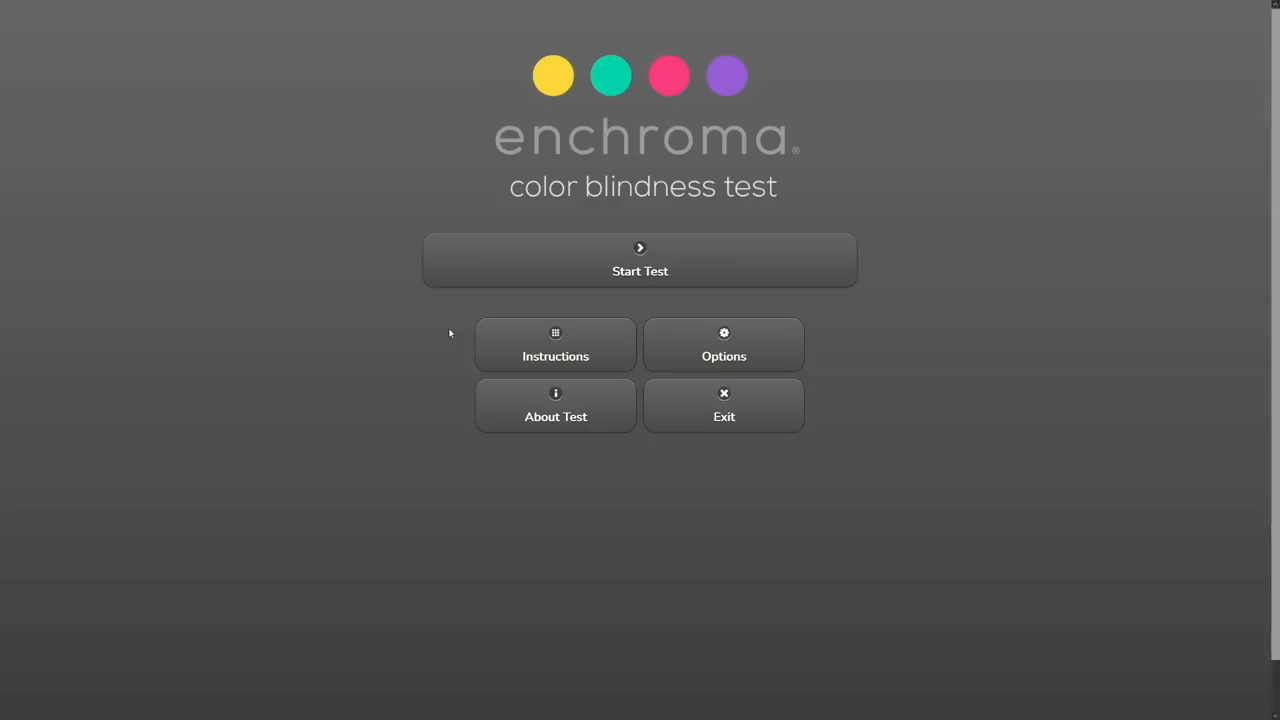 enchroma®
color blindness test
Start Test
Instructions
Options
About Test
Exit